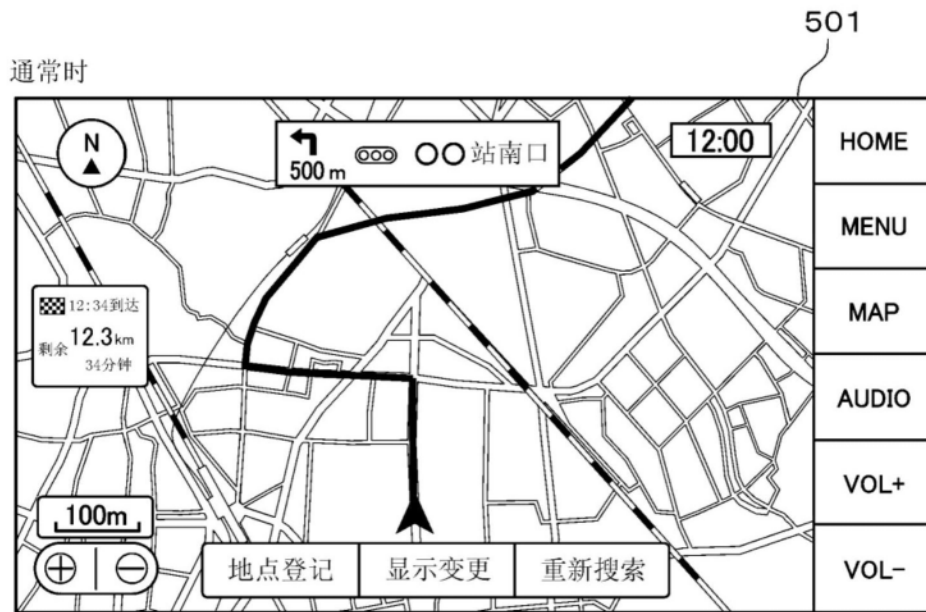 501
通常时
N
500 m
○○站南口
12:00
HOME
MENU
MAP
AUDIO
VOL+
VOL-
12:34到达
剩余 12.3km
34分钟
100m
地点登记
显示变更
重新搜索